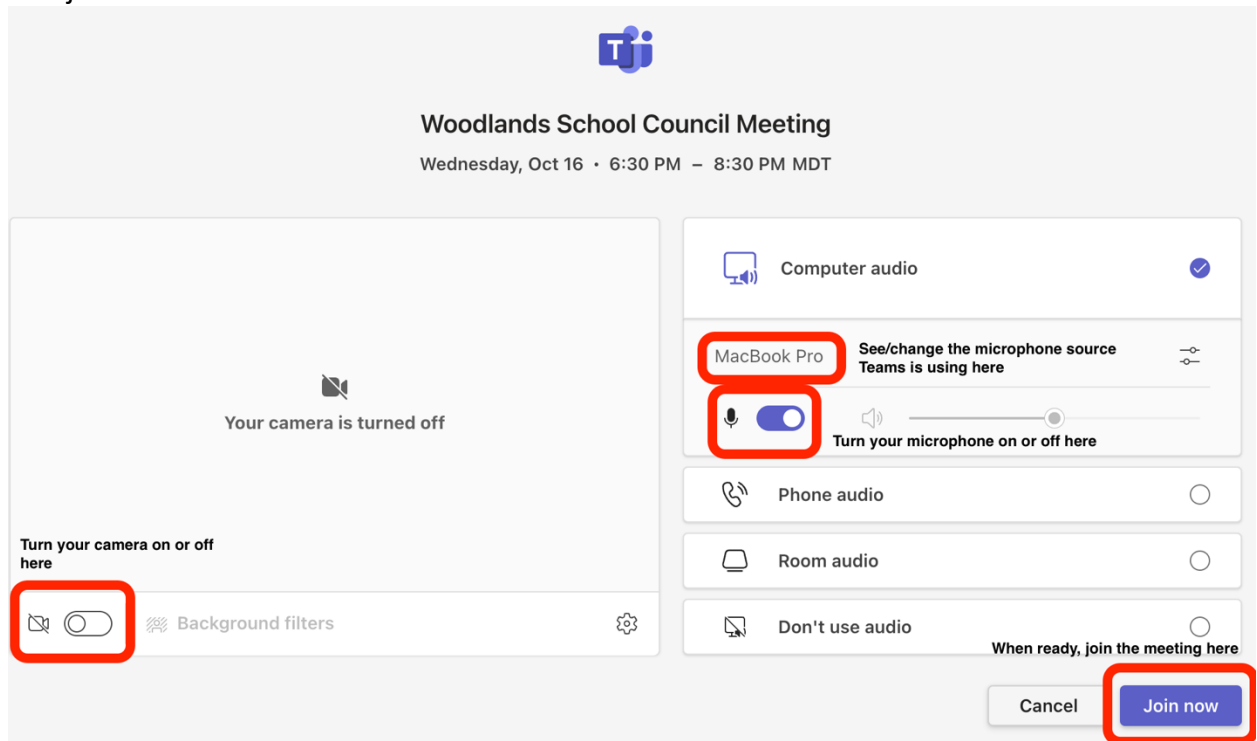 T
Woodlands School Council Meeting
Wednesday, Oct 16 • 6:30 PM – 8:30 PM MDT
Your camera is turned off
Turn your camera on or off
here
Background filters
Computer audio
MacBook Pro
See/change the microphone source
Teams is using here
Turn your microphone on or off here
Phone audio
Room audio
Don't use audio
When ready, join the meeting here
Cancel
Join now